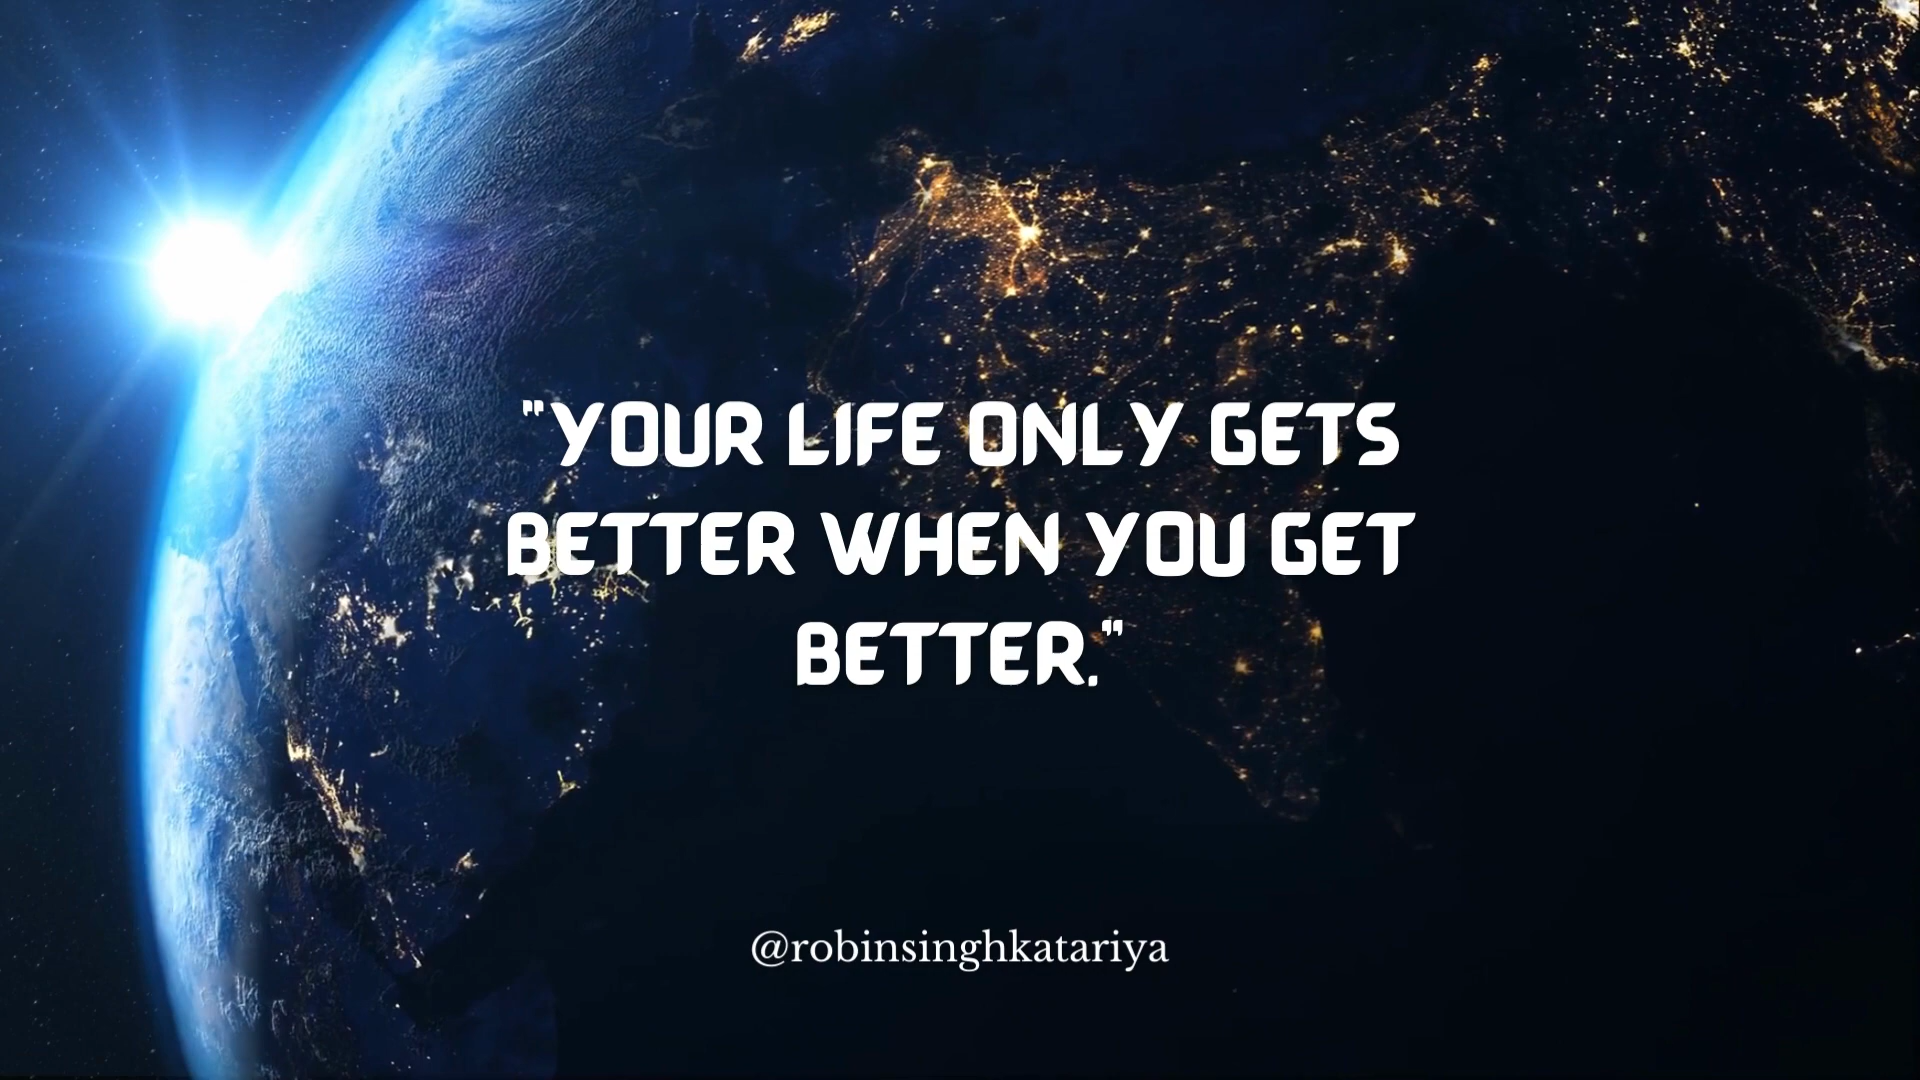 "YOUR LIFE ONLY GETS
BETTER WHEN YOU GET
BETTER."
@robinsinghkatariya